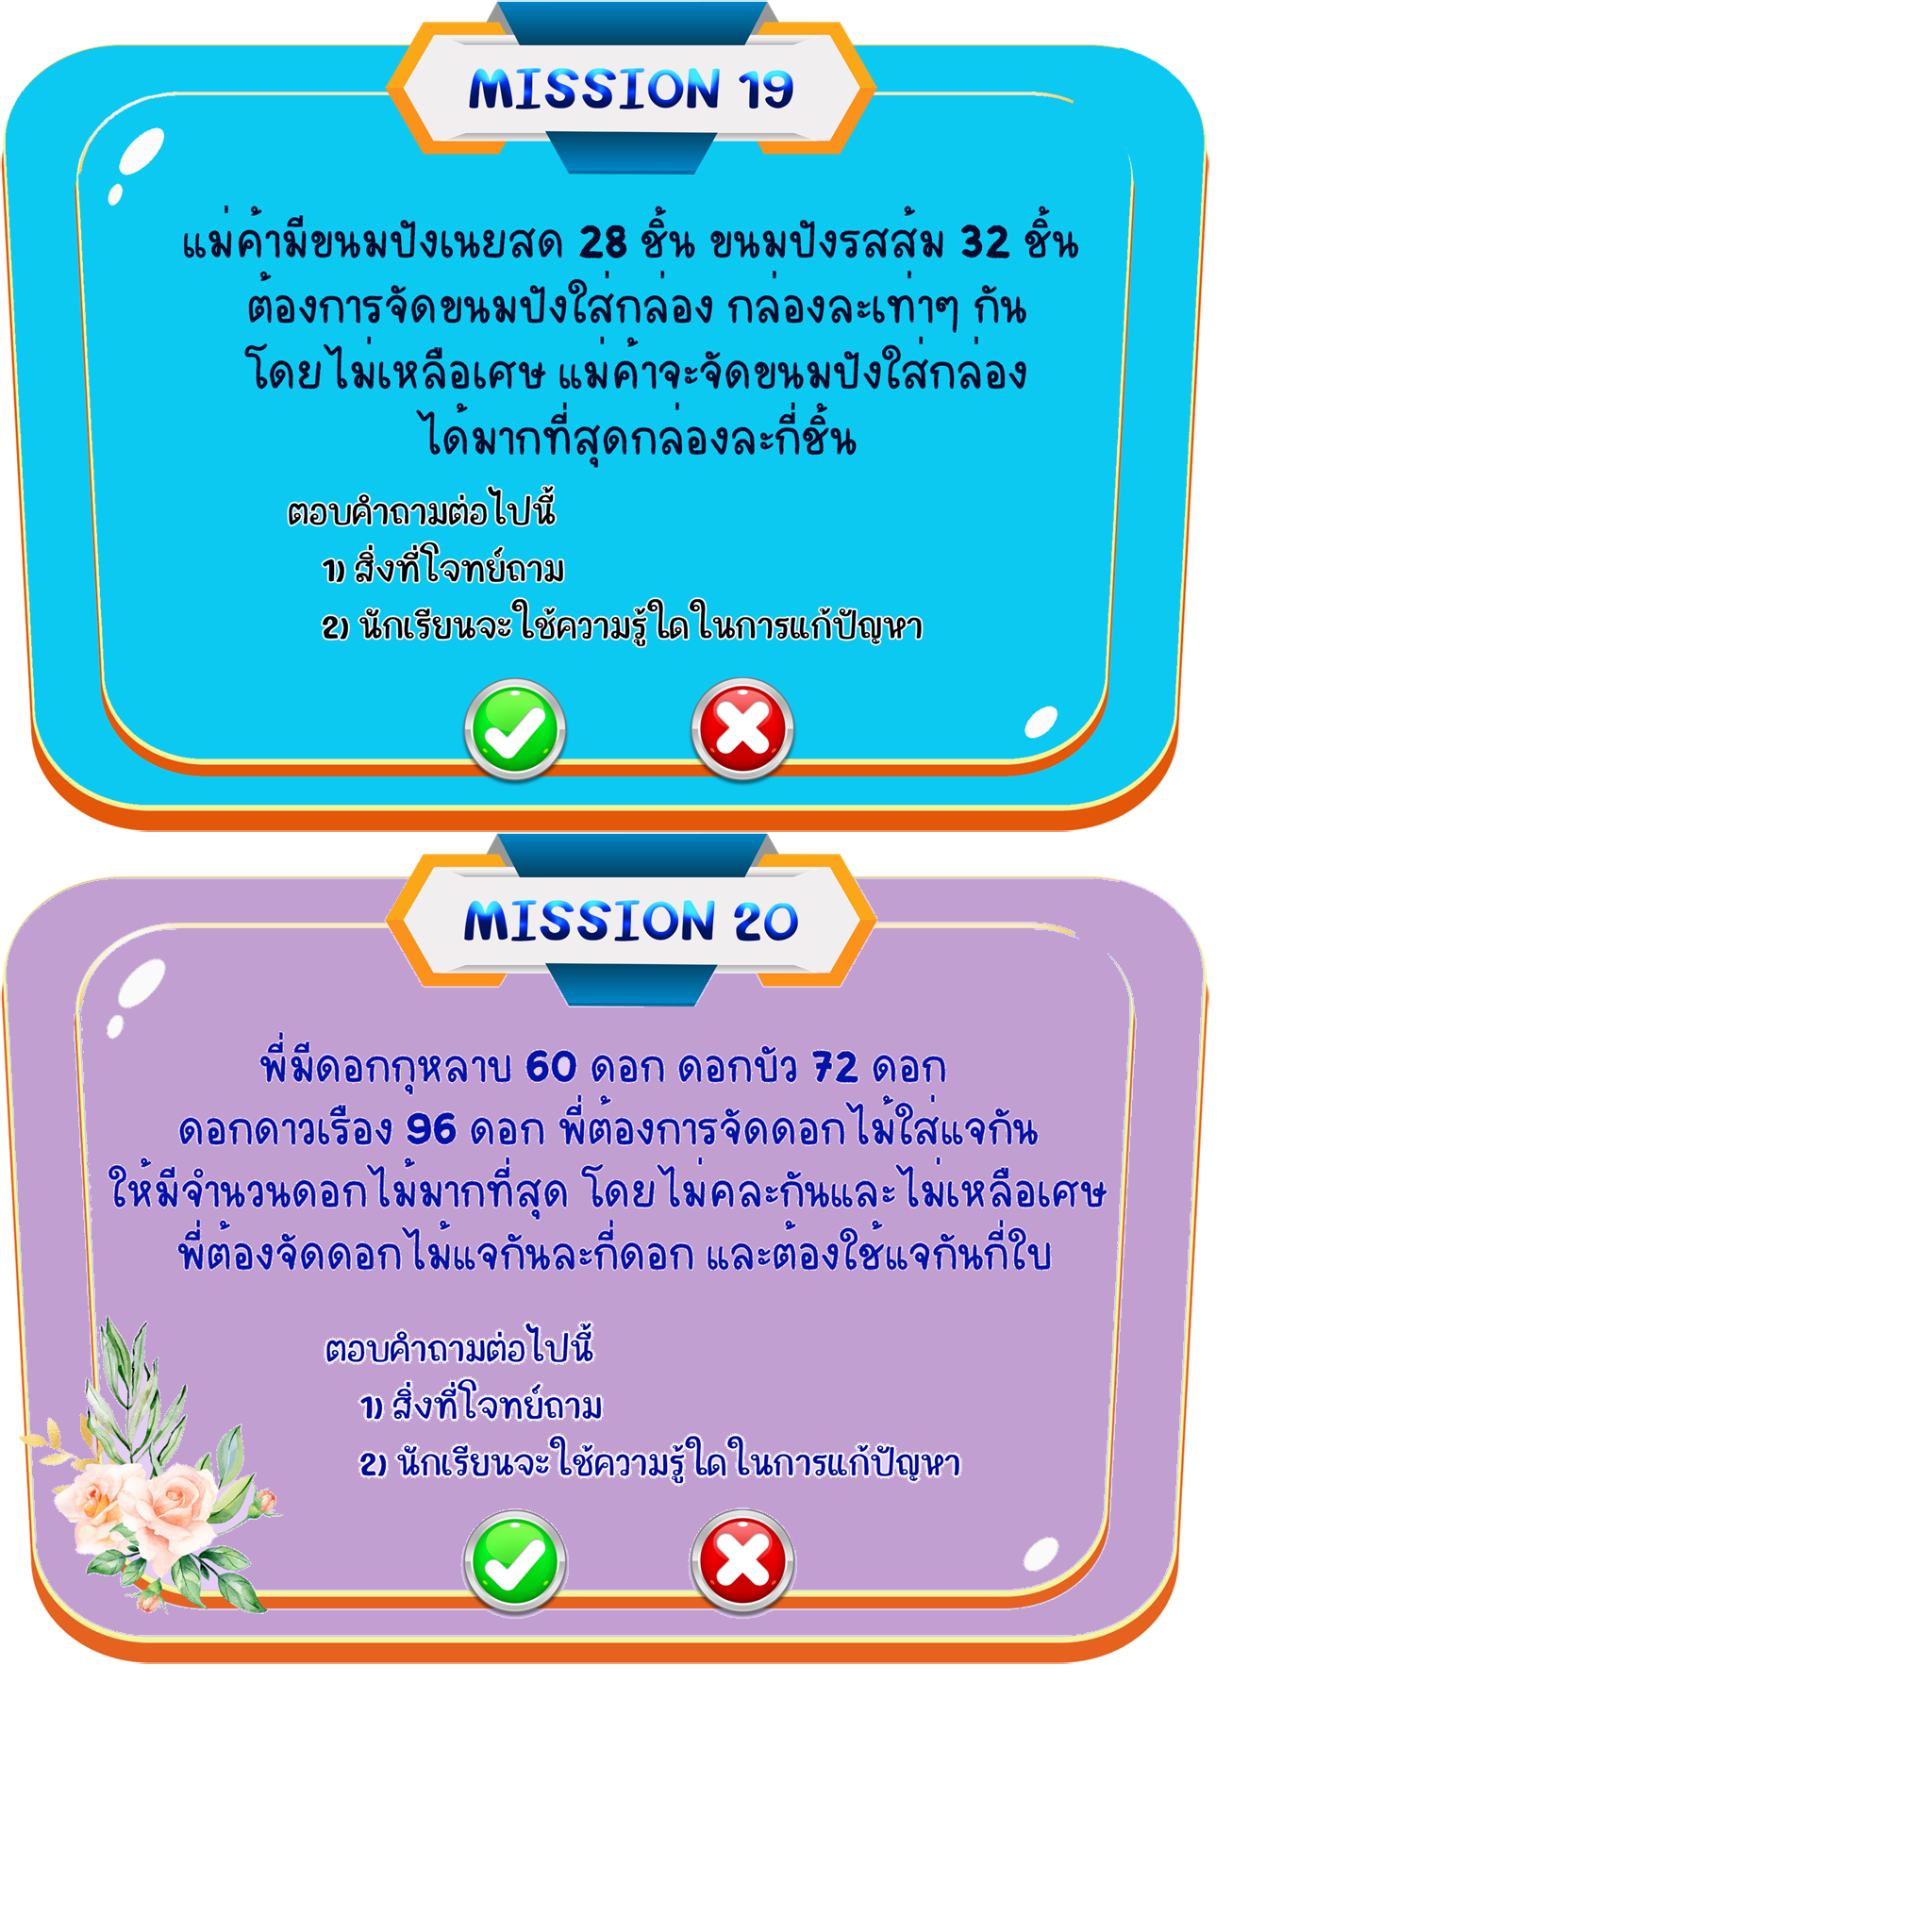 MISSION 19
แม่ค้ามีขนมปังเนยสด 28 ชิ้น ขนมปังรสส้ม 32 ชิ้น
ต้องการจัดขนมปังใส่กล่อง กล่องละเท่าๆ กัน
โดยไม่เหลือเศษ แม่ค้าจะจัดขนมปังใส่กล่อง
ได้มากที่สุดกล่องละกี่ชิ้น
ตอบคำถามต่อไปนี้
1) สิ่งที่โจทย์ถาม
2) นักเรียนจะใช้ความรู้ใดในการแก้ปัญหา
MISSION 20
พี่มีดอกกุหลาบ 60 ดอก ดอกบัว 72 ดอก
ดอกดาวเรือง 96 ดอก พี่ต้องการจัดดอกไม้ใส่แจกัน
ให้มีจำนวนดอกไม้มากที่สุด โดยไม่คละกันและไม่เหลือเศษ
พี่ต้องจัดดอกไม้แจกันละกี่ดอก และต้องใช้แจกันกี่ใบ
ตอบคำถามต่อไปนี้
1) สิ่งที่โจทย์ถาม
2) นักเรียนจะใช้ความรู้ใดในการแก้ปัญหา